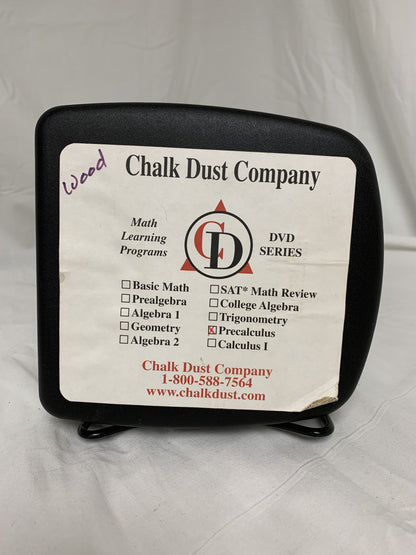 Wood
Chalk Dust Company
Math
Learning
Programs
CD
DVD
SERIES
Basic Math
Prealgebra
Algebra 1
Geometry
Algebra 2
SAT* Math Review
College Algebra
Trigonometry
X Precalculus
Calculus I
Chalk Dust Company
1-800-588-7564
www.chalkdust.com